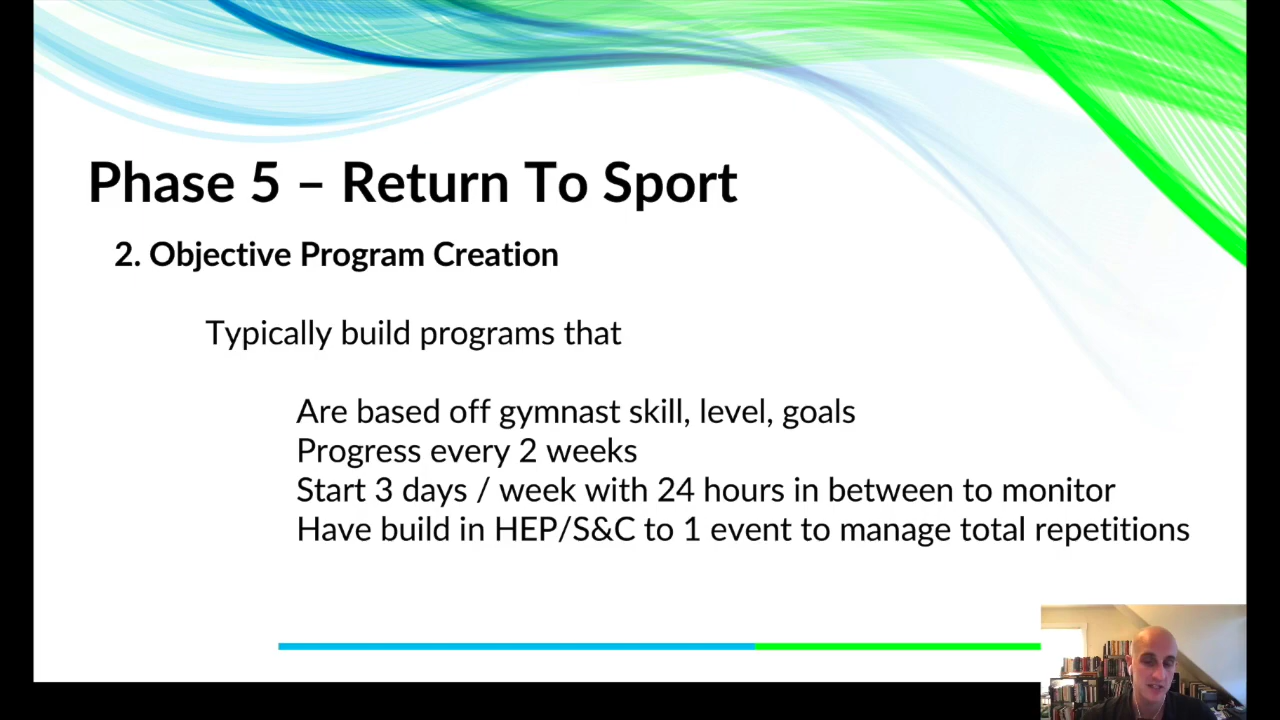 Phase 5 – Return To Sport
2. Objective Program Creation
Typically build programs that
Are based off gymnast skill, level, goals
Progress every 2 weeks
Start 3 days / week with 24 hours in between to monitor
Have build in HEP/S&C to 1 event to manage total repetitions